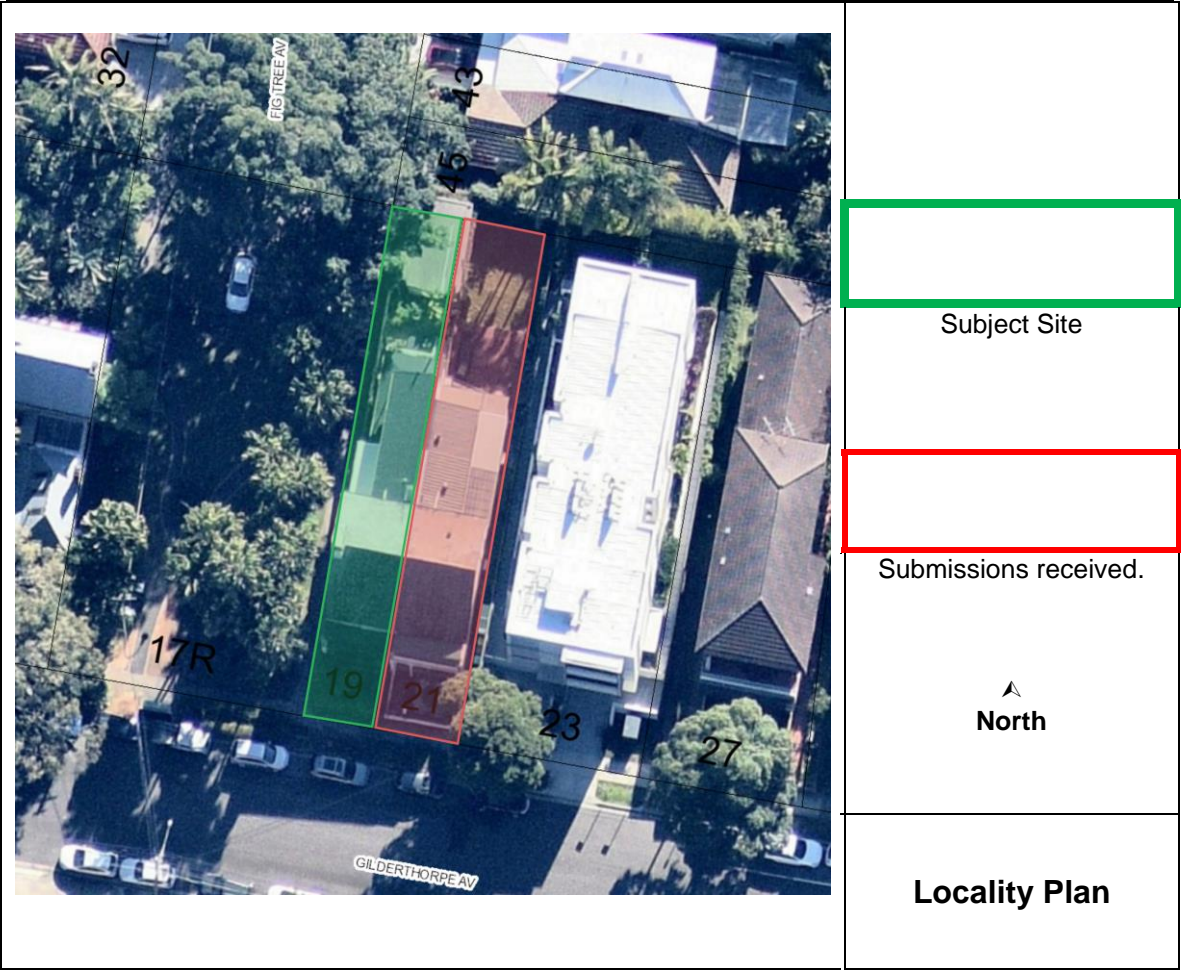 32
FIG TREE AV
43
45
17R
19
21
23
27
GILDERTHORPE AV
Subject Site
Submissions received.
North
Locality Plan